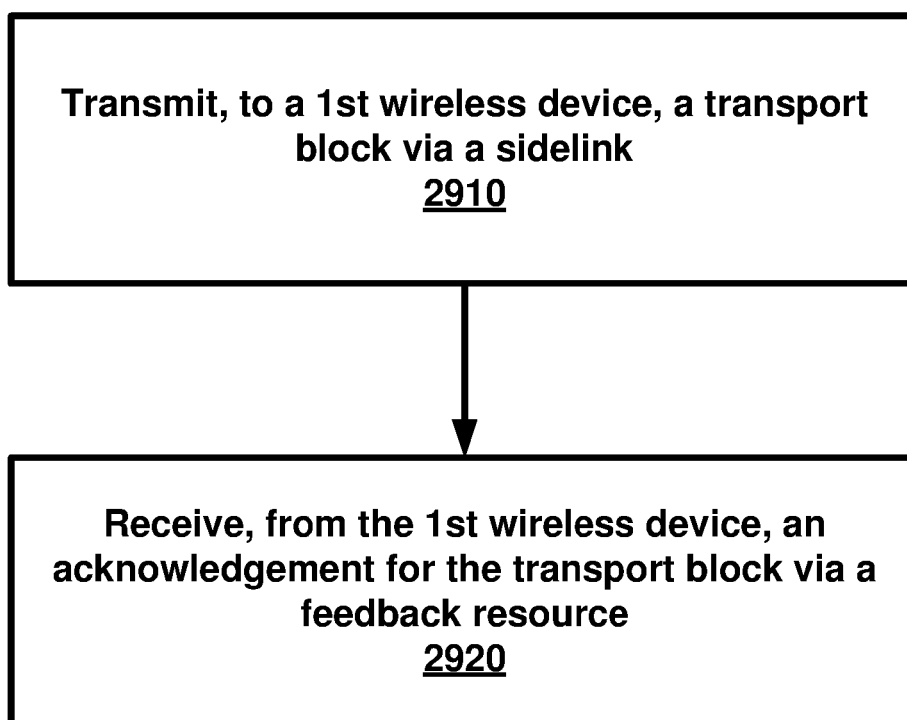 Transmit, to a 1st wireless device, a transport
block via a sidelink
2910
Receive, from the 1st wireless device, an
acknowledgement for the transport block via a
feedback resource
2920